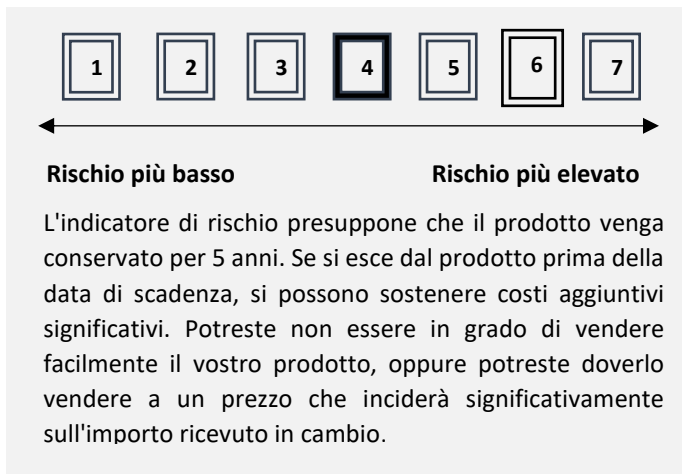 1 2 3 4 5 6 7
Rischio più basso Rischio più elevato
L'indicatore di rischio presuppone che il prodotto venga
conservato per 5 anni. Se si esce dal prodotto prima della
data di scadenza, si possono sostenere costi aggiuntivi
significativi. Potreste non essere in grado di vendere
facilmente il vostro prodotto, oppure potreste doverlo
vendere a un prezzo che inciderà significativamente
sull'importo ricevuto in cambio.